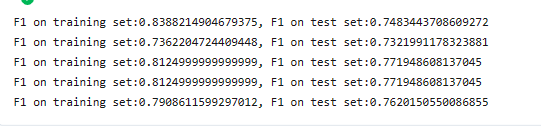 F1 on training set:0.8388214904679375, F1 on test set:0.7483443708609272
F1 on training set:0.7362204724409448, F1 on test set:0.7321991178323881
F1 on training set:0.8124999999999999, F1 on test set:0.771948608137045
F1 on training set:0.8124999999999999, F1 on test set:0.771948608137045
F1 on training set:0.7908611599297012, F1 on test set:0.7620150550086855